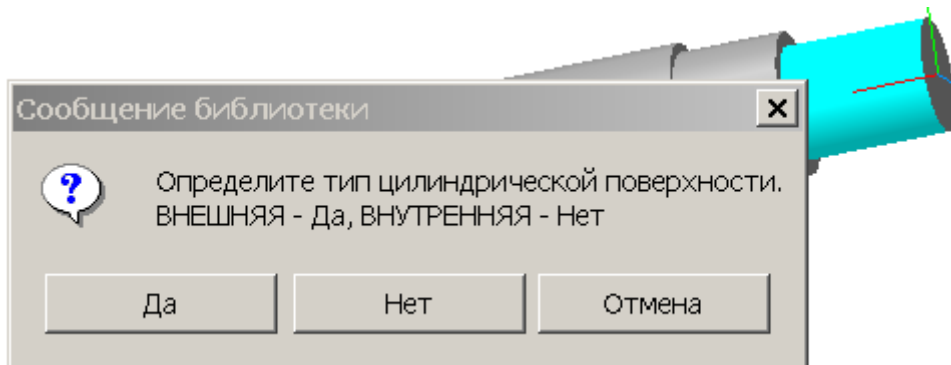 Сообщение библиотеки
Определите тип цилиндрической поверхности.
ВНЕШНЯЯ - Да, ВНУТРЕННЯЯ - Нет
Да Нет Отмена